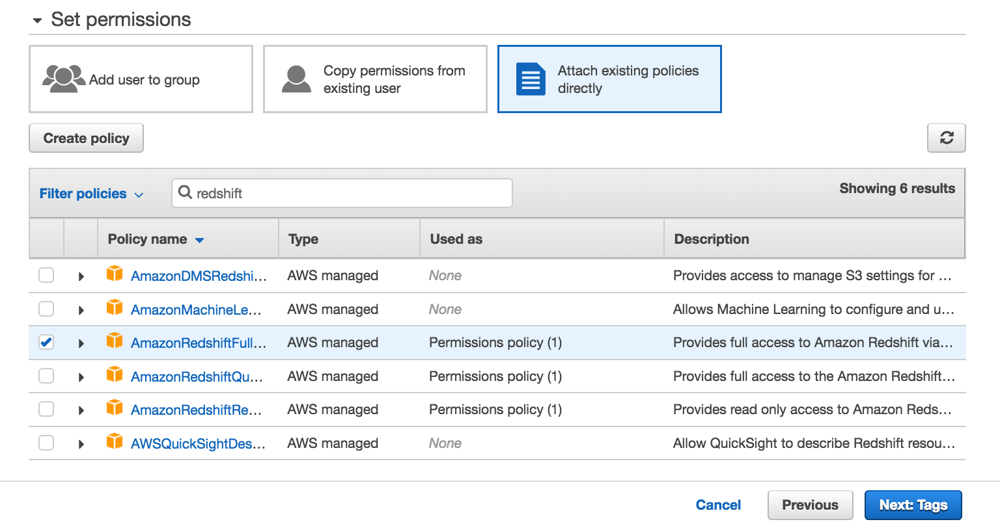 Set permissions
Add user to group
Copy permissions from
existing user
Attach existing policies
directly
Create policy
Filter policies
redshift
Showing 6 results
Policy name Type Used as Description
AmazonDMSRedshi... AWS managed None Provides access to manage S3 settings for ...
AmazonMachineLe... AWS managed None Allows Machine Learning to configure and u...
AmazonRedshiftFull... AWS managed Permissions policy (1) Provides full access to Amazon Redshift via...
AmazonRedshiftQu... AWS managed Permissions policy (1) Provides full access to the Amazon Redshift...
AmazonRedshiftRe... AWS managed Permissions policy (1) Provides read only access to Amazon Reds...
AWSQuickSightDes... AWS managed None Allow QuickSight to describe Redshift resou...
Cancel Previous Next: Tags